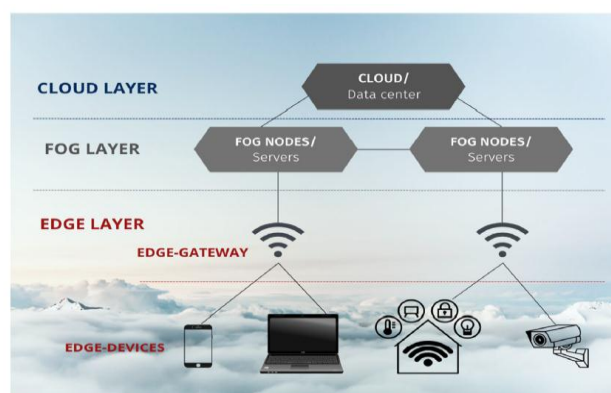 CLOUD LAYER
CLOUD/
Data center
FOG LAYER
FOG NODES/
Servers
FOG NODES/
Servers
EDGE LAYER
EDGE-GATEWAY
EDGE-DEVICES